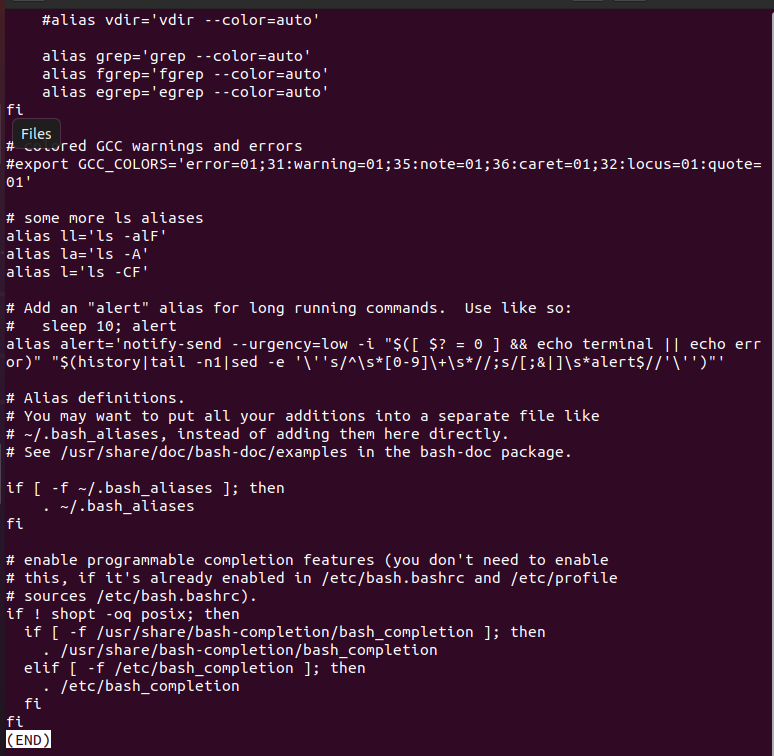 #alias vdir='vdir --color=auto'

    alias grep='grep --color=auto'
    alias fgrep='fgrep --color=auto'
    alias egrep='egrep --color=auto'
fi
Files
# colored GCC warnings and errors
#export GCC_COLORS='error=01;31:warning=01;35:note=01;36:caret=01;32:locus=01:quote=
01'

# some more ls aliases
alias ll='ls -alF'
alias la='ls -A'
alias l='ls -CF'

# Add an "alert" alias for long running commands.  Use like so:
#   sleep 10; alert
alias alert='notify-send --urgency=low -i "$([ $? = 0 ] && echo terminal || echo err
or)" "$(history|tail -n1|sed -e '\''s/^\s*[0-9]\+\s*//;s/[;&|]\s*alert$//'\'')"'

# Alias definitions.
# You may want to put all your additions into a separate file like
# ~/.bash_aliases, instead of adding them here directly.
# See /usr/share/doc/bash-doc/examples in the bash-doc package.

if [ -f ~/.bash_aliases ]; then
    . ~/.bash_aliases
fi

# enable programmable completion features (you don't need to enable
# this, if it's already enabled in /etc/bash.bashrc and /etc/profile
# sources /etc/bash.bashrc).
if ! shopt -oq posix; then
  if [ -f /usr/share/bash-completion/bash_completion ]; then
    . /usr/share/bash-completion/bash_completion
  elif [ -f /etc/bash_completion ]; then
    . /etc/bash_completion
  fi
fi
(END)